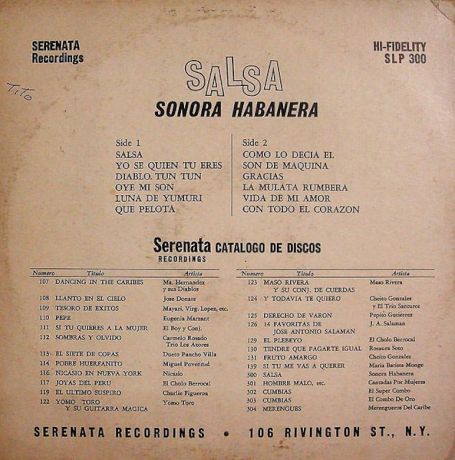 SERENATA
Recordings
HI-FIDELITY
SLP 300
Tito
SALSA
SONORA HABANERA
Side 1
SALSA
YO SE QUIEN TU ERES
DIABLO TUN TUN
OYE MI SON
LUNA DE YUMURI
QUE PELOTA
Side 2
COMO LO DECIA EL
SON DE MAQUINA
GRACIAS
LA MULATA RUMBERA
VIDA DE MI AMOR
CON TODO EL CORAZON
Serenata CATALOGO DE DISCOS
RECORDINGS
Numero Titulo Artista
107 DANCING IN THE CARIBES Ma. Hernandez
y sus Diablos
108 LLANTO EN EL CIELO Jose Donate
109 TESORO DE EXITOS Mayari, Virg. Lopez, etc.
110 PEPE Eugenia Marnart
111 SI TU QUIERES A LA MUJER El Boy y Conj.
112 SOMBRAS Y OLVIDO Carmelo Rosado
Trio Los Atores
113 EL SIETE DE COPAS Dueto Pancho Villa
114 POBRE HUERFANITO Miguel Poventud
116 NICASIO EN NUEVA YORK Nicasio
117 JOYAS DEL PERU El Cholo Berrocal
119 EL ULTIMO SUSPIRO Charlie Figueroa
122 YOMO TORO Yomo Toro
Y SU GUITARRA MAGICA
Numero Titulo Artista
123 MASO RIVERA Maso Rivera
Y SU CONJ. DE CUERDAS
124 Y TODAVIA TE QUIERO Cheito Gonzalez
y El Trio Santurce
125 DERECHO DE VARON Pepito Gutierrez
126 14 FAVORITAS DE J. A. Salaman
JOSE ANTONIO SALAMAN
129 EL PLEBEYO El Cholo Berrocal
130 TENDRE QUE PAGARTE IGUAL Rosaura Soto
131 FRUTO AMARGO Cheito Gonzalez
139 SI TU ME VAS A QUERER Maria Batista Monge
300 SALSA Sonora Habanera
301 HOMBRE MALO, etc. Cantadas Por Mujeres
302 CUMBIAS El Super Combo
303 CUMBIAS El Combo De Oro
304 MERENGUES Merengueros Del Caribe
SERENATA RECORDINGS • 106 RIVINGTON ST., N.Y.